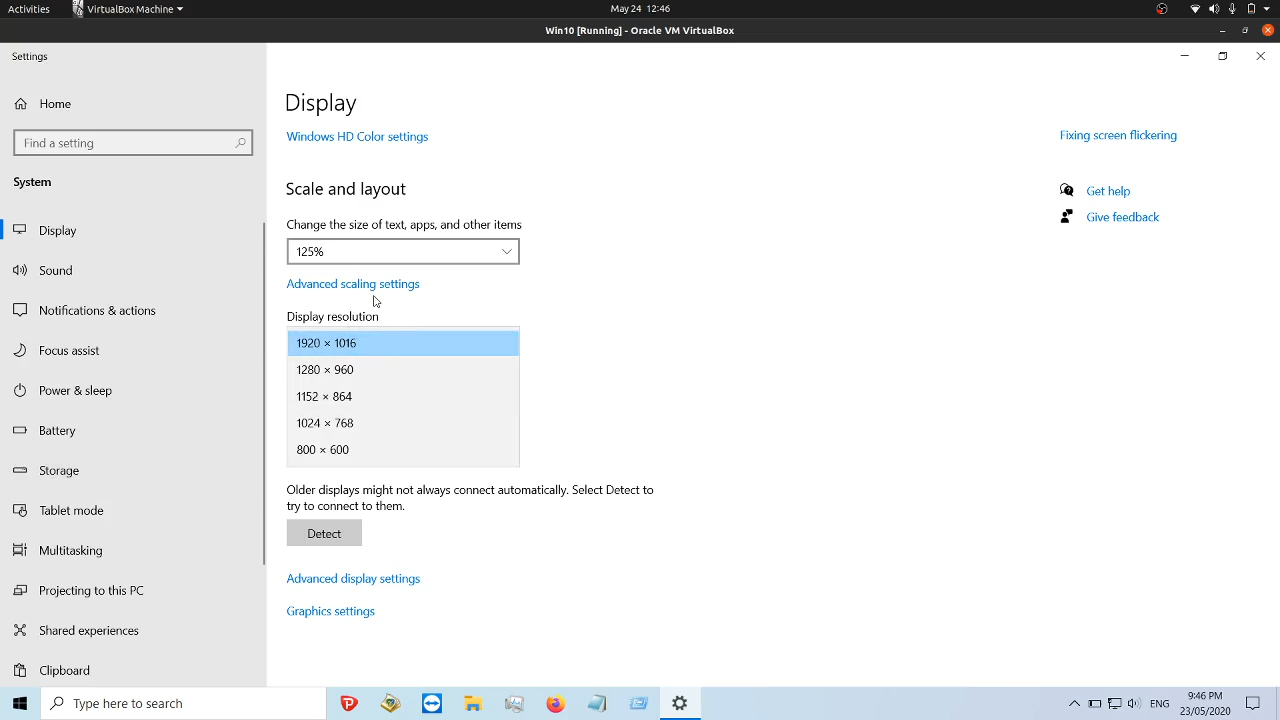 Activities
VirtualBox Machine
May 24 12:46
Win10 [Running] - Oracle VM VirtualBox
Settings
Home
Find a setting
System
Display
Sound
Notifications & actions
Focus assist
Power & sleep
Battery
Storage
Tablet mode
Multitasking
Projecting to this PC
Shared experiences
Clipboard
Display
Windows HD Color settings
Scale and layout
Change the size of text, apps, and other items
125%
Advanced scaling settings
Display resolution
1920 × 1016
1280 × 960
1152 × 864
1024 × 768
800 × 600
Older displays might not always connect automatically. Select Detect to
try to connect to them.
Detect
Advanced display settings
Graphics settings
Fixing screen flickering
Get help
Give feedback
Type here to search
ENG
9:46 PM
23/05/2020